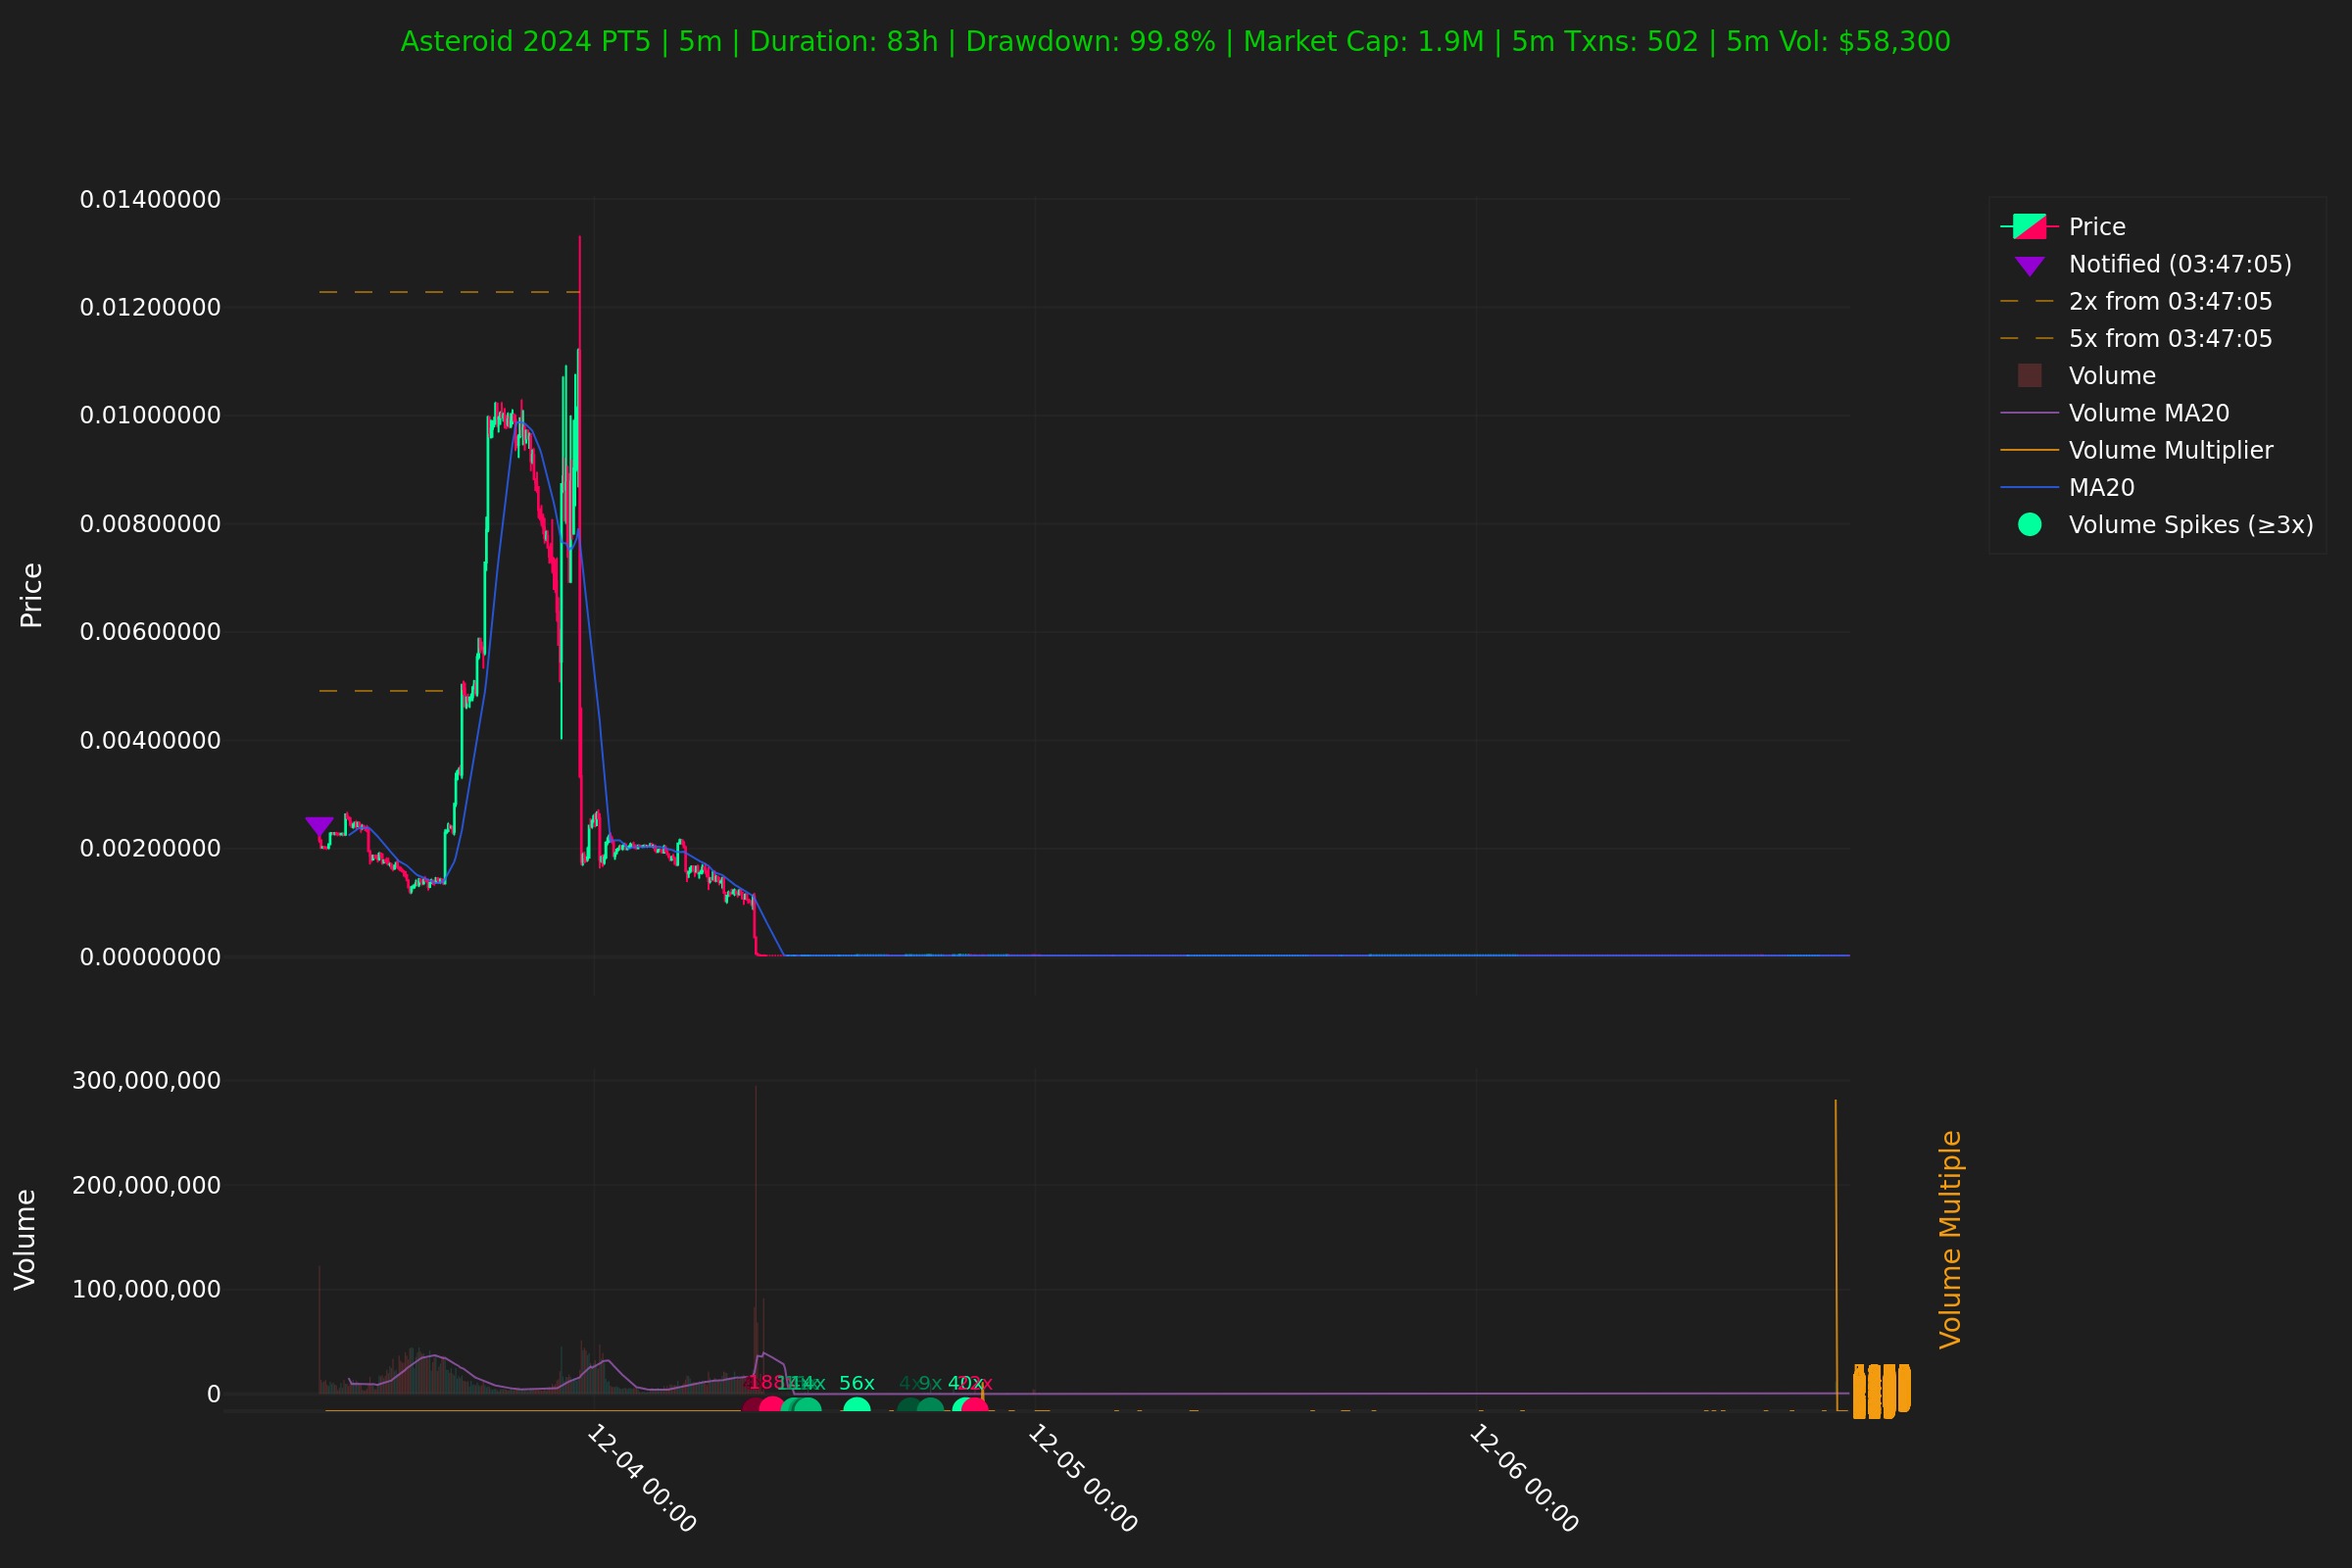 Asteroid 2024 PT5 | 5m | Duration: 83h | Drawdown: 99.8% | Market Cap: 1.9M | 5m Txns: 502 | 5m Vol: $58,300
Price
0.01400000
0.01200000
0.01000000
0.00800000
0.00600000
0.00400000
0.00200000
0.00000000
Price
Notified (03:47:05)
2x from 03:47:05
5x from 03:47:05
Volume
Volume MA20
Volume Multiplier
MA20
Volume Spikes (≥3x)
Volume
300,000,000
200,000,000
100,000,000
0
56x
9x
40x
Volume Multiple
12-04 00:00
12-05 00:00
12-06 00:00